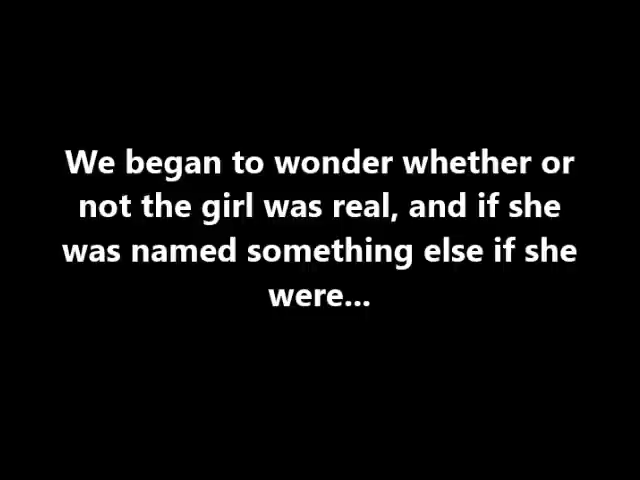 We began to wonder whether or
not the girl was real, and if she
was named something else if she
were...